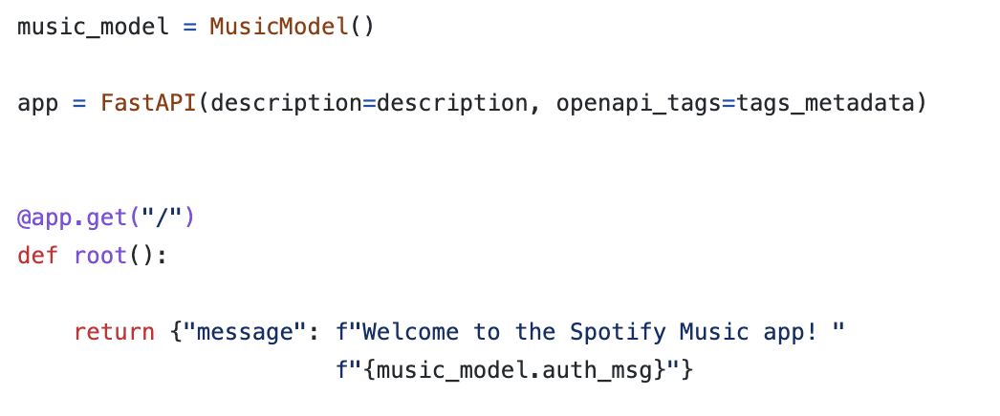 music_model = MusicModel()
app = FastAPI(description=description, openapi_tags=tags_metadata)
@app.get("/")
def root():
    return {"message": f"Welcome to the Spotify Music app! "
                       f"{music_model.auth_msg}"}